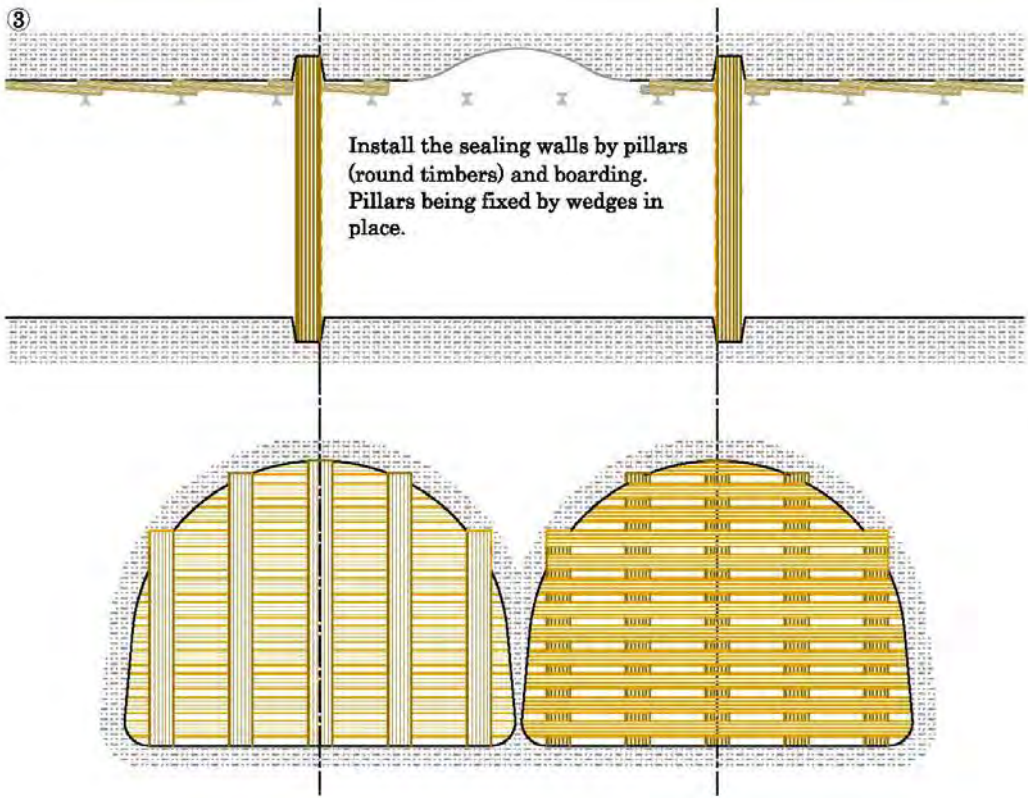 ③
Install the sealing walls by pillars
(round timbers) and boarding.
Pillars being fixed by wedges in
place.